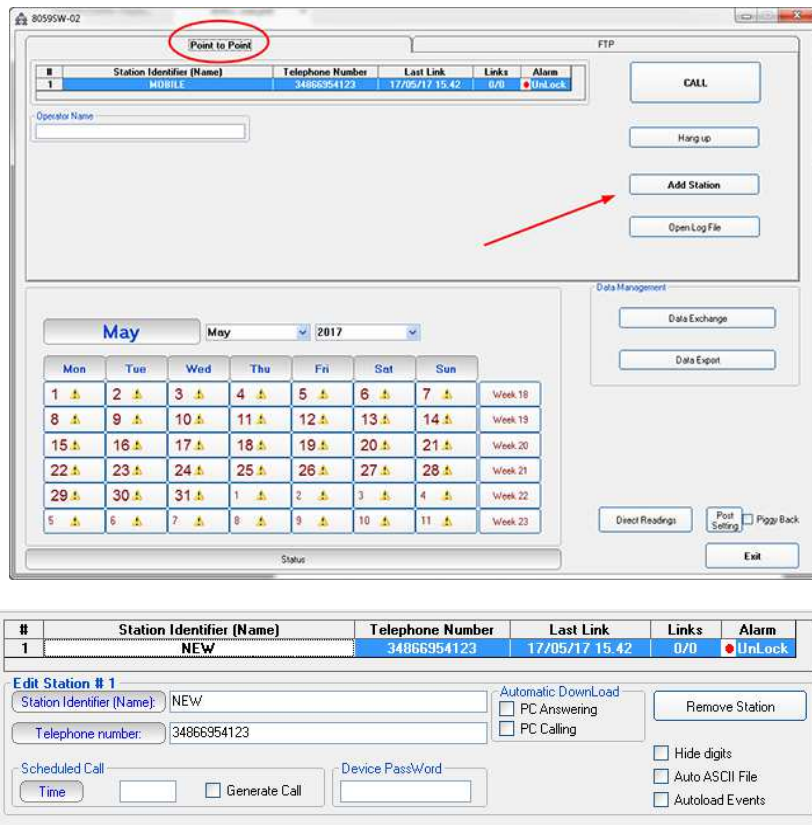 8059SW-02
Point to Point
FTP
# Station Identifier (Name) Telephone Number Last Link Links Alarm
1 MOBILE 34866954123 17/05/17 15.42 0/0 UnLock
CALL
Operator Name
Hang up
Add Station
Open Log File
Data Management
Data Exchange
Data Export
May May 2017
Mon Tue Wed Thu Fri Sat Sun
1 2 3 4 5 6 7 Week 18
8 9 10 11 12 13 14 Week 19
15 16 17 18 19 20 21 Week 20
22 23 24 25 26 27 28 Week 21
29 30 31 1 2 3 4 Week 22
5 6 7 8 9 10 11 Week 23
Direct Readings Post Setting Piggy Back
Status
Exit
# Station Identifier (Name) Telephone Number Last Link Links Alarm
1 NEW 34866954123 17/05/17 15.42 0/0 UnLock
Edit Station # 1
Station Identifier (Name): NEW
Telephone number: 34866954123
Automatic DownLoad
PC Answering
PC Calling
Remove Station
Scheduled Call
Time Generate Call
Device PassWord
Hide digits
Auto ASCII File
Autoload Events